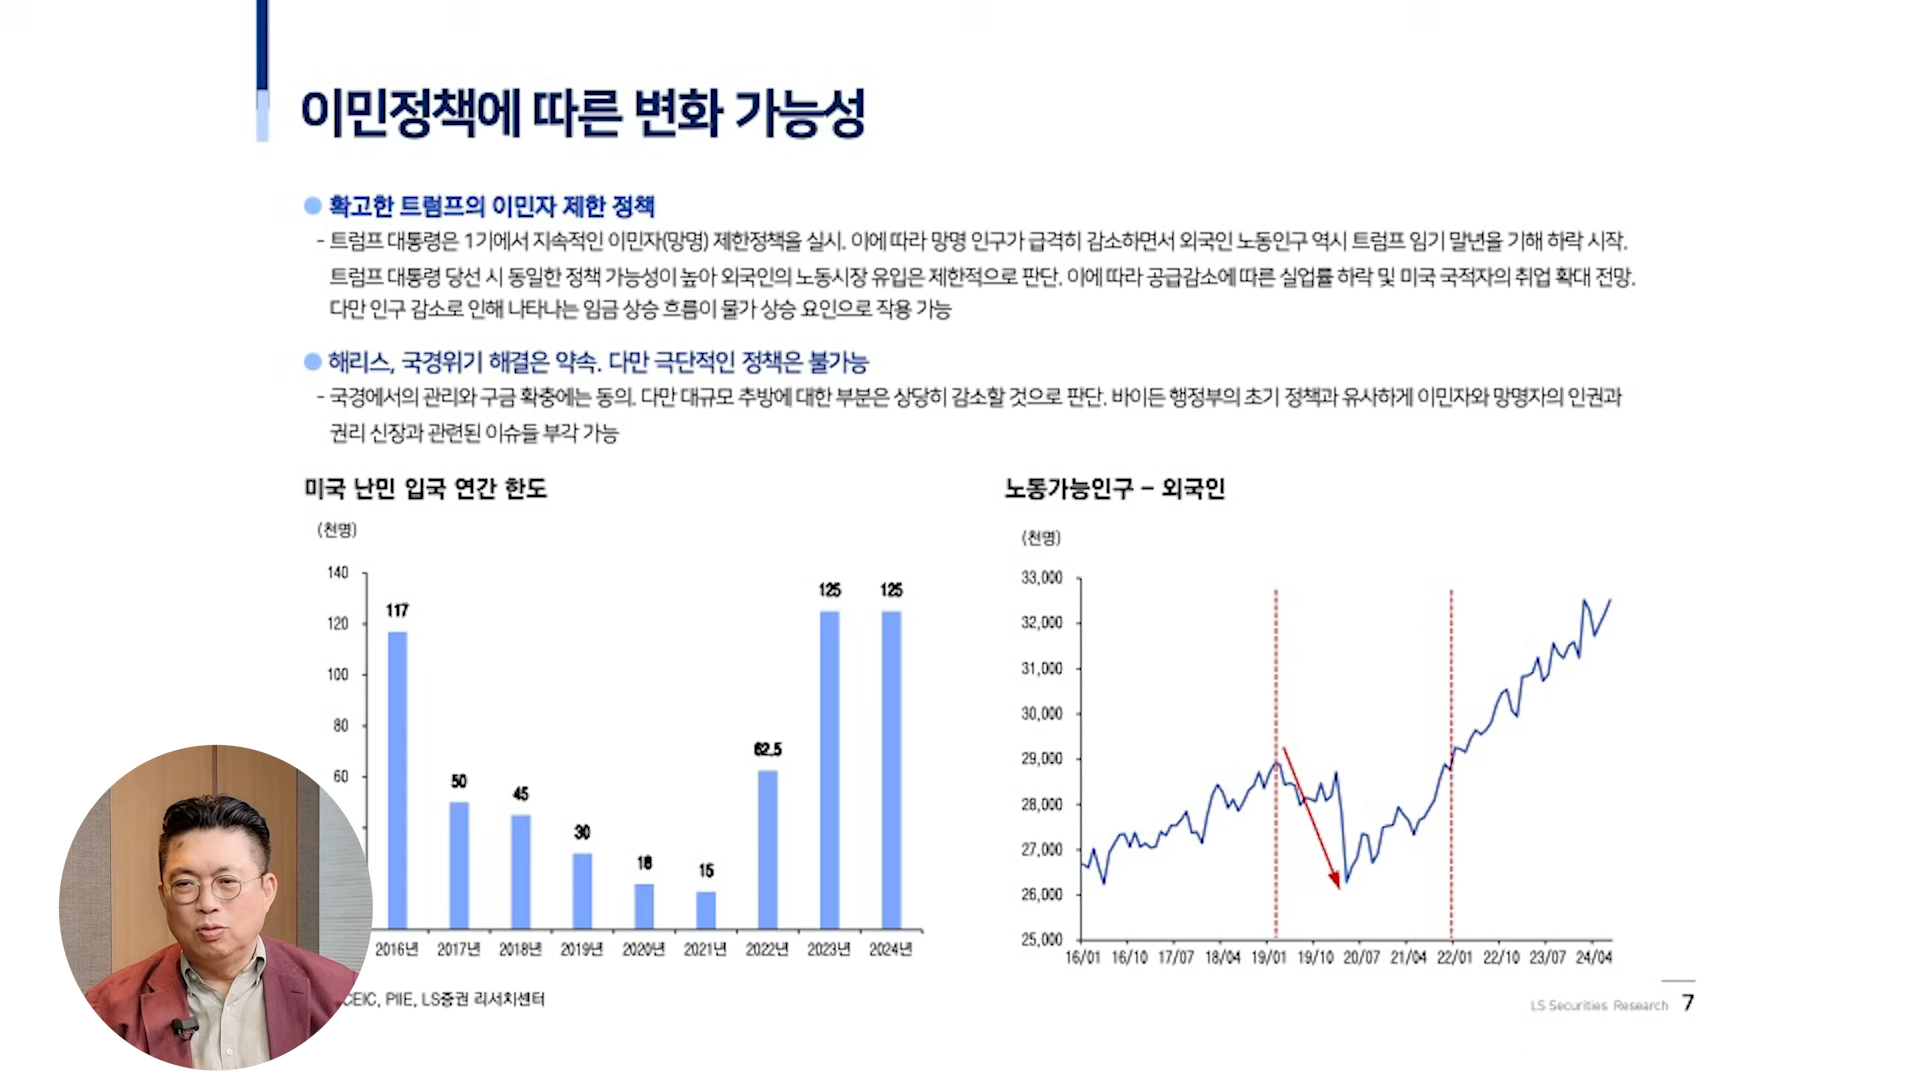 이민정책에 따른 변화 가능성
● 확고한 트럼프의 이민자 제한 정책
- 트럼프 대통령은 1기에서 지속적인 이민자(망명) 제한정책을 실시. 이에 따라 망명 인구가 급격히 감소하면서 외국인 노동인구 역시 트럼프 임기 말년을 기해 하락 시작.
트럼프 대통령 당선 시 동일한 정책 가능성이 높아 외국인의 노동시장 유입은 제한적으로 판단. 이에 따라 공급감소에 따른 실업률 하락 및 미국 국적자의 취업 확대 전망.
다만 인구 감소로 인해 나타나는 임금 상승 흐름이 물가 상승 요인으로 작용 가능
● 해리스, 국경위기 해결은 약속. 다만 극단적인 정책은 불가능
- 국경에서의 관리와 구금 확충에는 동의. 다만 대규모 추방에 대한 부분은 상당히 감소할 것으로 판단. 바이든 행정부의 초기 정책과 유사하게 이민자와 망명자의 인권과
권리 신장과 관련된 이슈들 부각 가능
미국 난민 입국 연간 한도
(천명)
140
120
100
80
60
117
50
45
30
18
15
62.5
125
125
2016년 2017년 2018년 2019년 2020년 2021년 2022년 2023년 2024년
노동가능인구 – 외국인
(천명)
33,000
32,000
31,000
30,000
29,000
28,000
27,000
26,000
25,000
16/01 16/10 17/07 18/04 19/01 19/10 20/07 21/04 22/01 22/10 23/07 24/04
CEIC, PIIE, LS증권 리서치센터
LS Securities Research 7